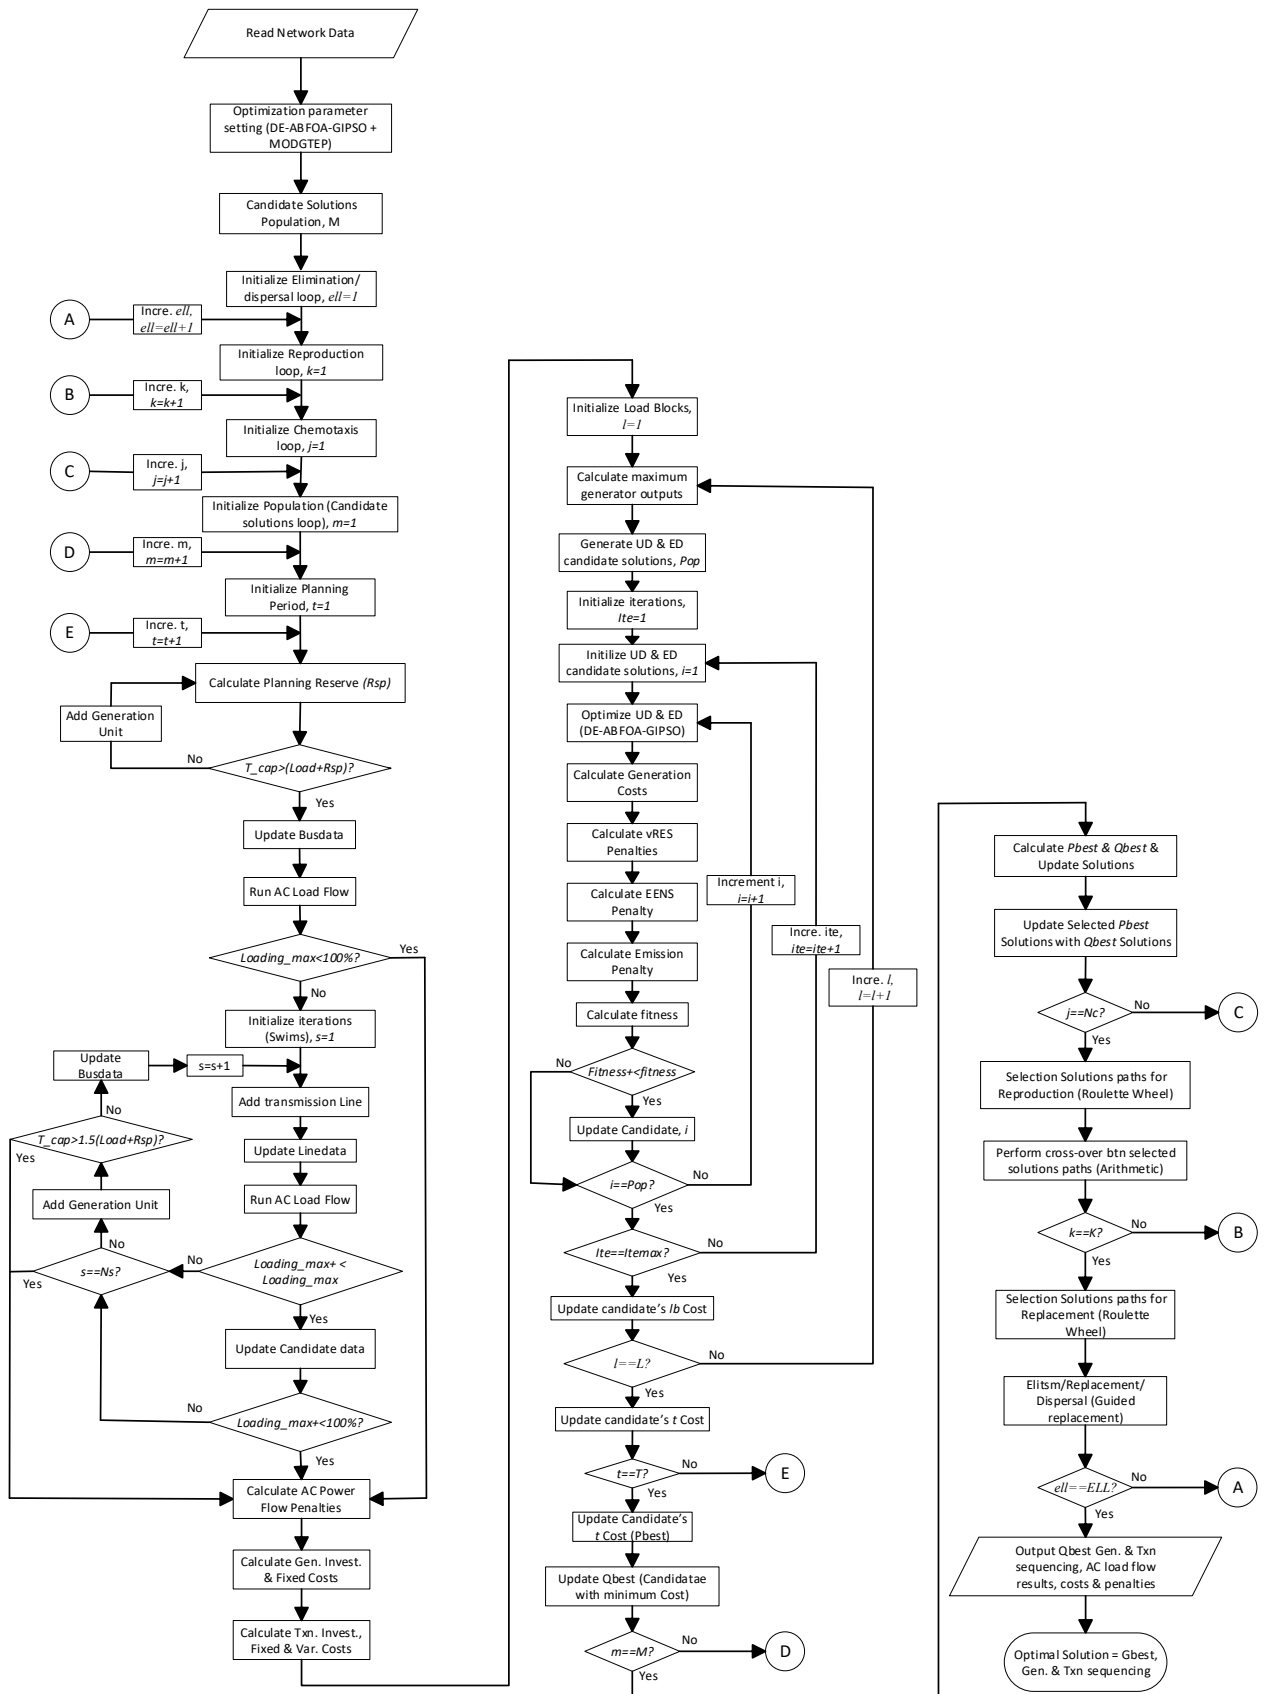 Read Network Data
Optimization parameter
setting (DE-ABFOA-GIPSO +
MODGTEP)
Candidate Solutions
Population, M
Initialize Elimination/
dispersal loop, ell=1
A
Incre. ell,
ell=ell+1
Initialize Reproduction
loop, k=1
B
Incre. k,
k=k+1
Initialize Chemotaxis
loop, j=1
C
Incre. j,
j=j+1
Initialize Population (Candidate
solutions loop), m=1
D
Incre. m,
m=m+1
Initialize Planning
Period, t=1
E
Incre. t,
t=t+1
Calculate Planning Reserve (Rsp)
Add Generation
Unit
No
T_cap>(Load+Rsp)?
Yes
Update Busdata
Run AC Load Flow
Loading_max<100%?
Yes
No
Initialize iterations
(Swims), s=1
Update
Busdata
s=s+1
Add transmission Line
No
T_cap>1.5(Load+Rsp)?
Yes
Update Linedata
Add Generation Unit
Run AC Load Flow
No
s==Ns?
Yes
No
Loading_max+ <
Loading_max
Yes
Update Candidate data
No
Loading_max+<100%?
Yes
Calculate AC Power
Flow Penalties
Calculate Gen. Invest.
& Fixed Costs
Calculate Txn. Invest.,
Fixed & Var. Costs
Initialize Load Blocks,
l=1
Calculate maximum
generator outputs
Generate UD & ED
candidate solutions, Pop
Initialize iterations,
Ite=1
Initilize UD & ED
candidate solutions, i=1
Optimize UD & ED
(DE-ABFOA-GIPSO)
Calculate Generation
Costs
Calculate vRES
Penalties
Calculate EENS
Penalty
Increment i,
i=i+1
Incre. ite,
ite=ite+1
Calculate Emission
Penalty
Incre. l,
l=l+1
Calculate fitness
No
Fitness+<fitness
Yes
Update Candidate, i
i==Pop?
No
Yes
Ite==Itemax?
No
Yes
Update candidate’s lb Cost
l==L?
No
Yes
Update candidate’s t Cost
t==T?
No
E
Yes
Update Candidate’s
t Cost (Pbest)
Update Qbest (Candidatae
with minimum Cost)
m==M?
No
D
Yes
Calculate Pbest & Qbest &
Update Solutions
Update Selected Pbest
Solutions with Qbest Solutions
j==Nc?
No
C
Yes
Selection Solutions paths for
Reproduction (Roulette Wheel)
Perform cross-over btn selected
solutions paths (Arithmetic)
k==K?
No
B
Yes
Selection Solutions paths for
Replacement (Roulette
Wheel)
Elitsm/Replacement/
Dispersal (Guided
replacement)
ell==ELL?
No
A
Yes
Output Qbest Gen. & Txn
sequencing, AC load flow
results, costs & penalties
Optimal Solution = Gbest,
Gen. & Txn sequencing